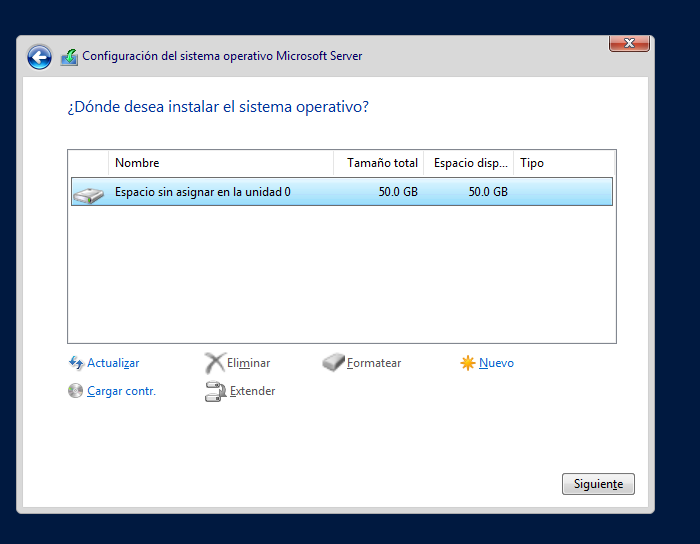 Configuración del sistema operativo Microsoft Server
¿Dónde desea instalar el sistema operativo?
Nombre Tamaño total Espacio disp... Tipo
Espacio sin asignar en la unidad 0 50.0 GB 50.0 GB
Actualizar Eliminar Formatear Nuevo
Cargar contr. Extender
Siguiente